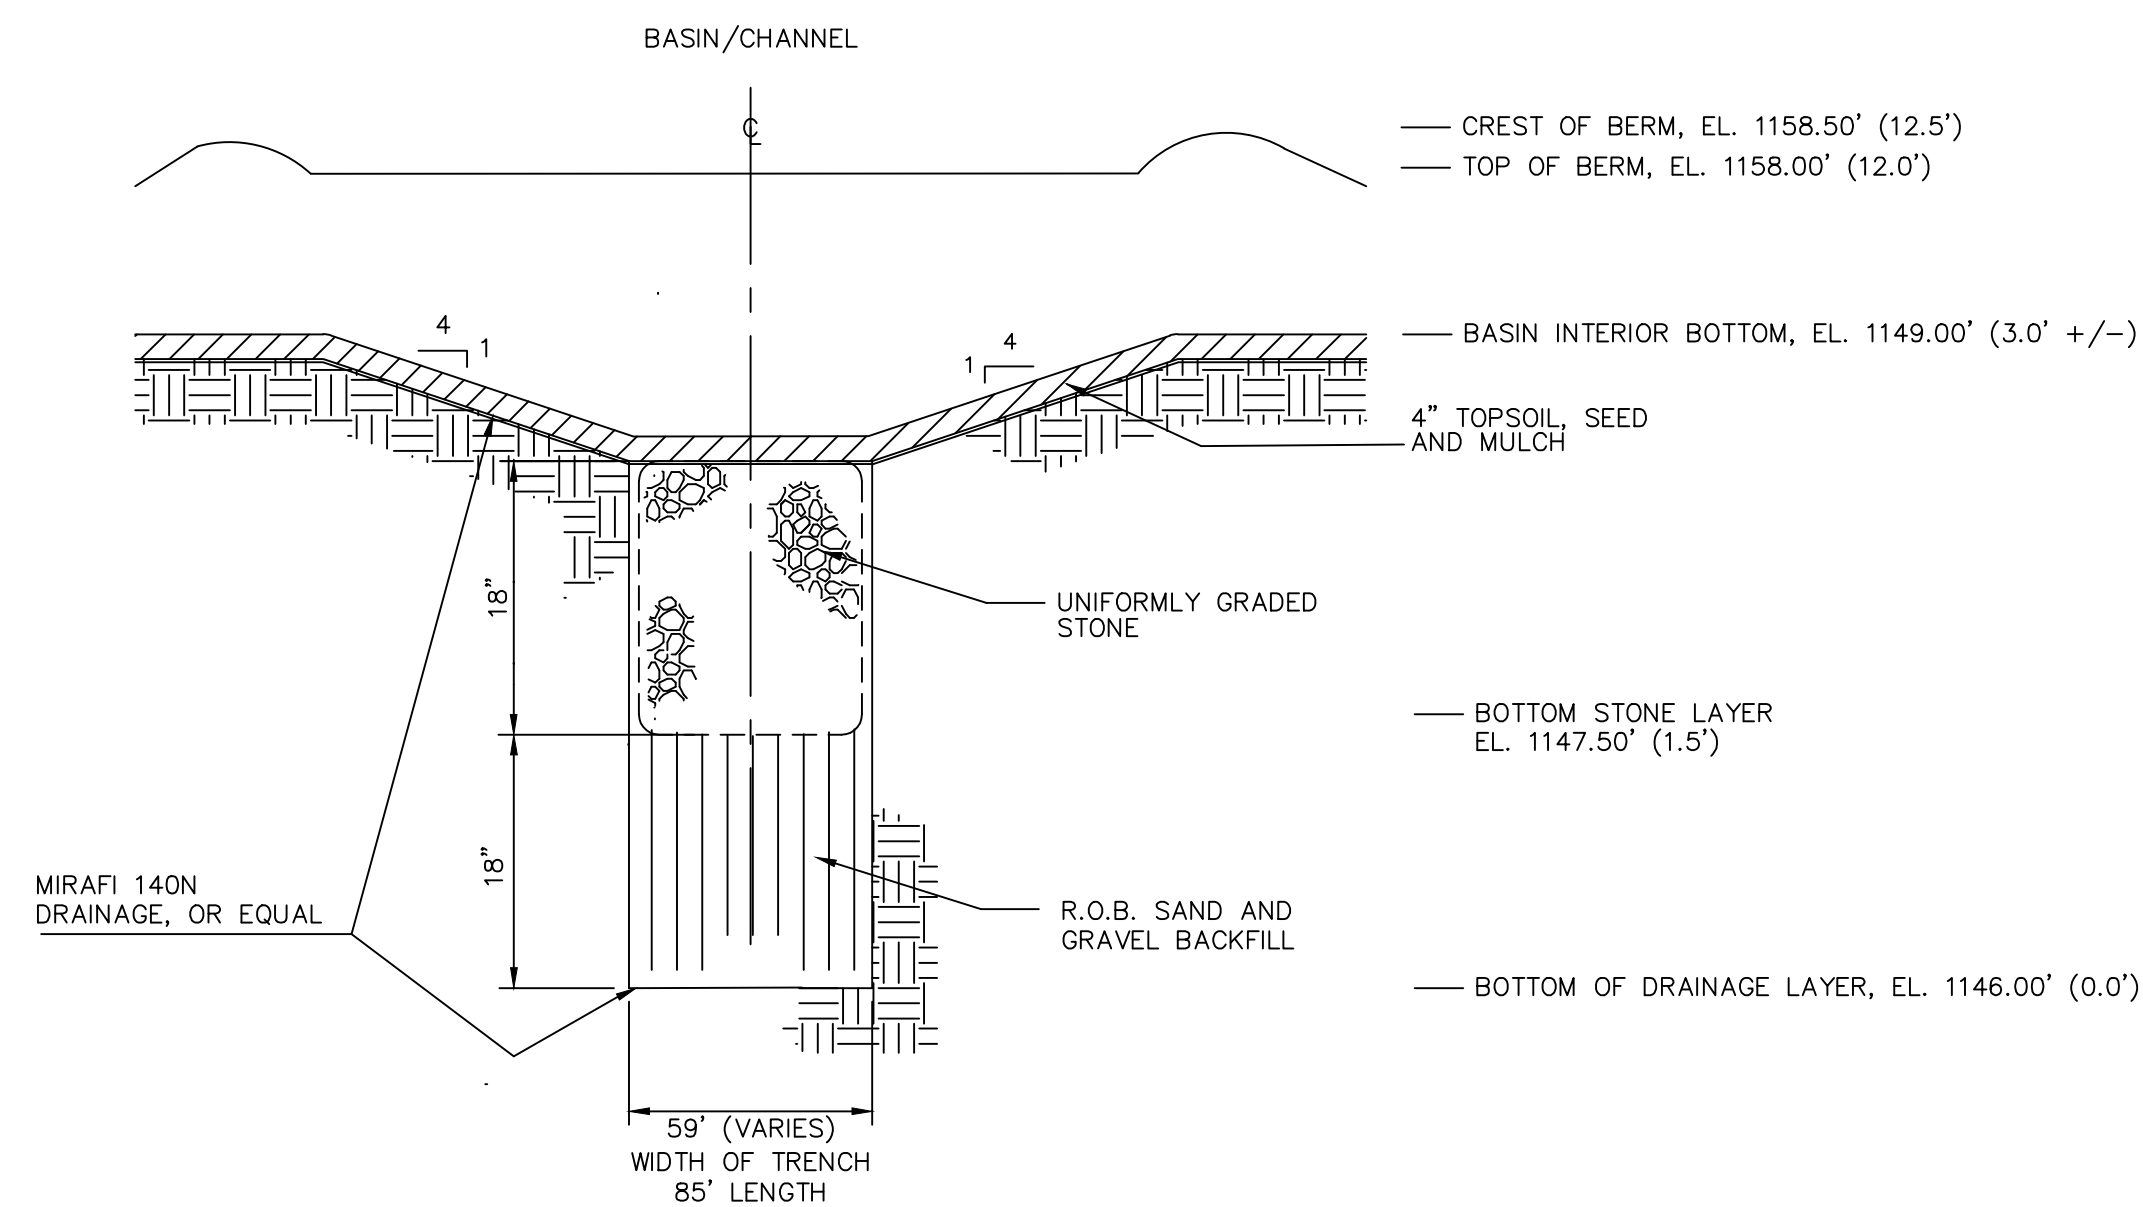 BASIN/CHANNEL
℄
CREST OF BERM, EL. 1158.50' (12.5')
TOP OF BERM, EL. 1158.00' (12.0')
4
1
1
4
BASIN INTERIOR BOTTOM, EL. 1149.00' (3.0' +/-)
4" TOPSOIL, SEED
AND MULCH
18"
UNIFORMLY GRADED
STONE
BOTTOM STONE LAYER
EL. 1147.50' (1.5')
18"
MIRAFI 140N
DRAINAGE, OR EQUAL
R.O.B. SAND AND
GRAVEL BACKFILL
BOTTOM OF DRAINAGE LAYER, EL. 1146.00' (0.0')
59' (VARIES)
WIDTH OF TRENCH
85' LENGTH